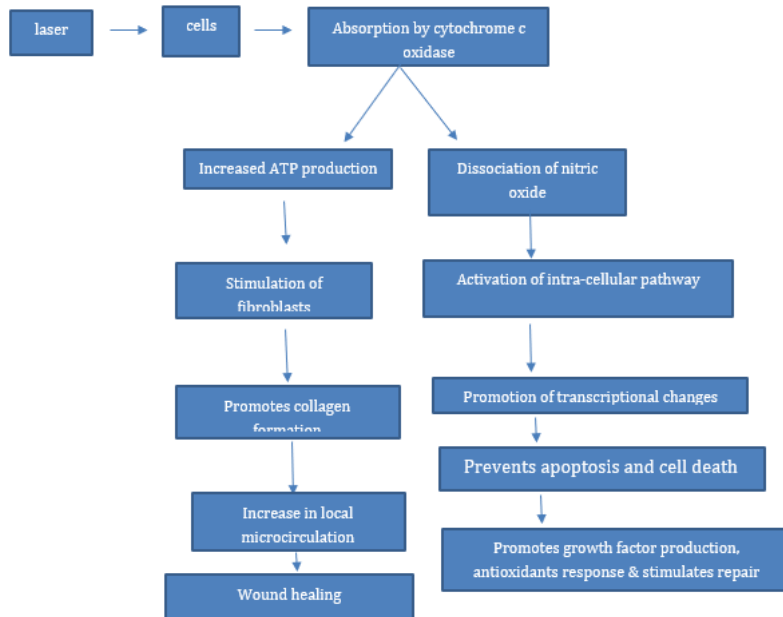 laser
cells
Absorption by cytochrome c
oxidase
Increased ATP production
Dissociation of nitric
oxide
Stimulation of
fibroblasts
Activation of intra-cellular pathway
Promotes collagen
formation
Promotion of transcriptional changes
Prevents apoptosis and cell death
Increase in local
microcirculation
Promotes growth factor production,
antioxidants response & stimulates repair
Wound healing